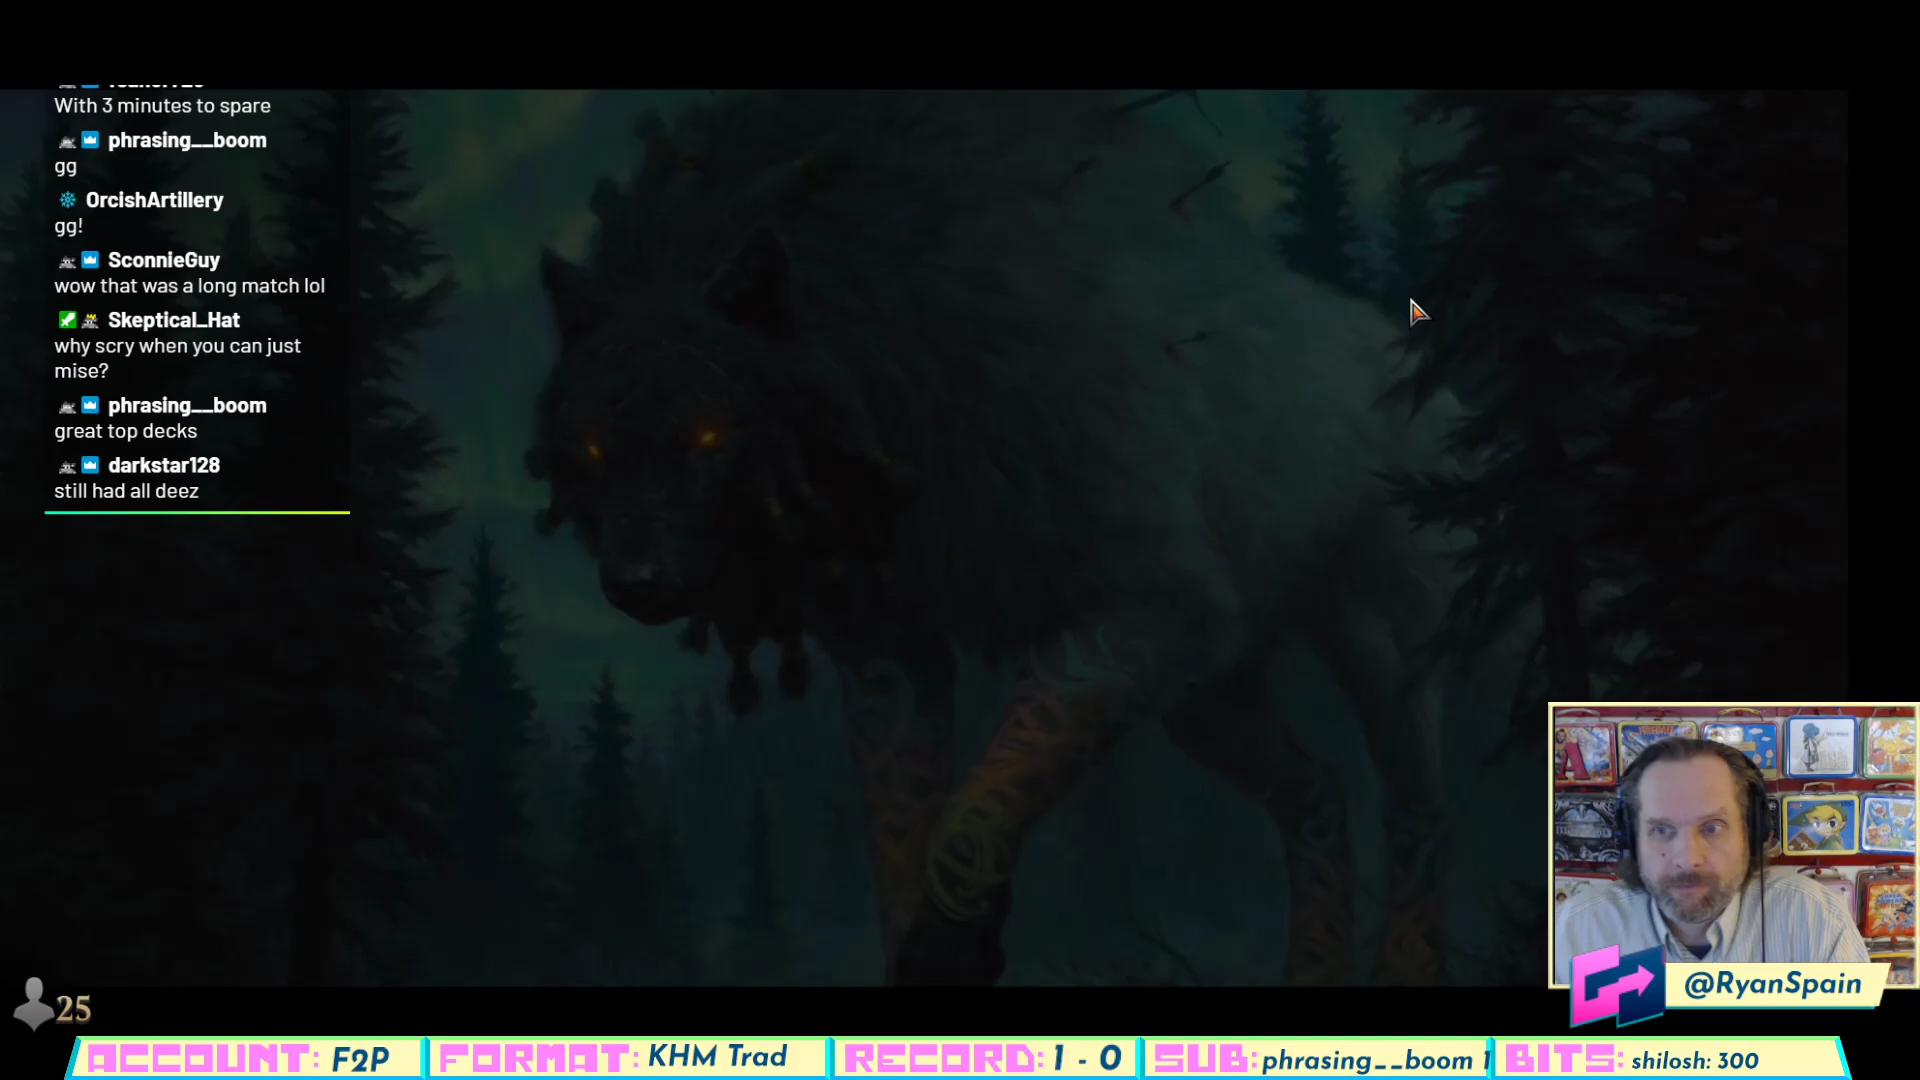 With 3 minutes to spare
phrasing__boom
gg
OrcishArtillery
gg!
SconnieGuy
wow that was a long match lol
Skeptical_Hat
why scry when you can just
mise?
phrasing__boom
great top decks
darkstar128
still had all deez
@RyanSpain
25
ACCOUNT: F2P
FORMAT: KHM Trad
RECORD: 1 - 0
SUB: phrasing__boom 1
BITS: shilosh: 300